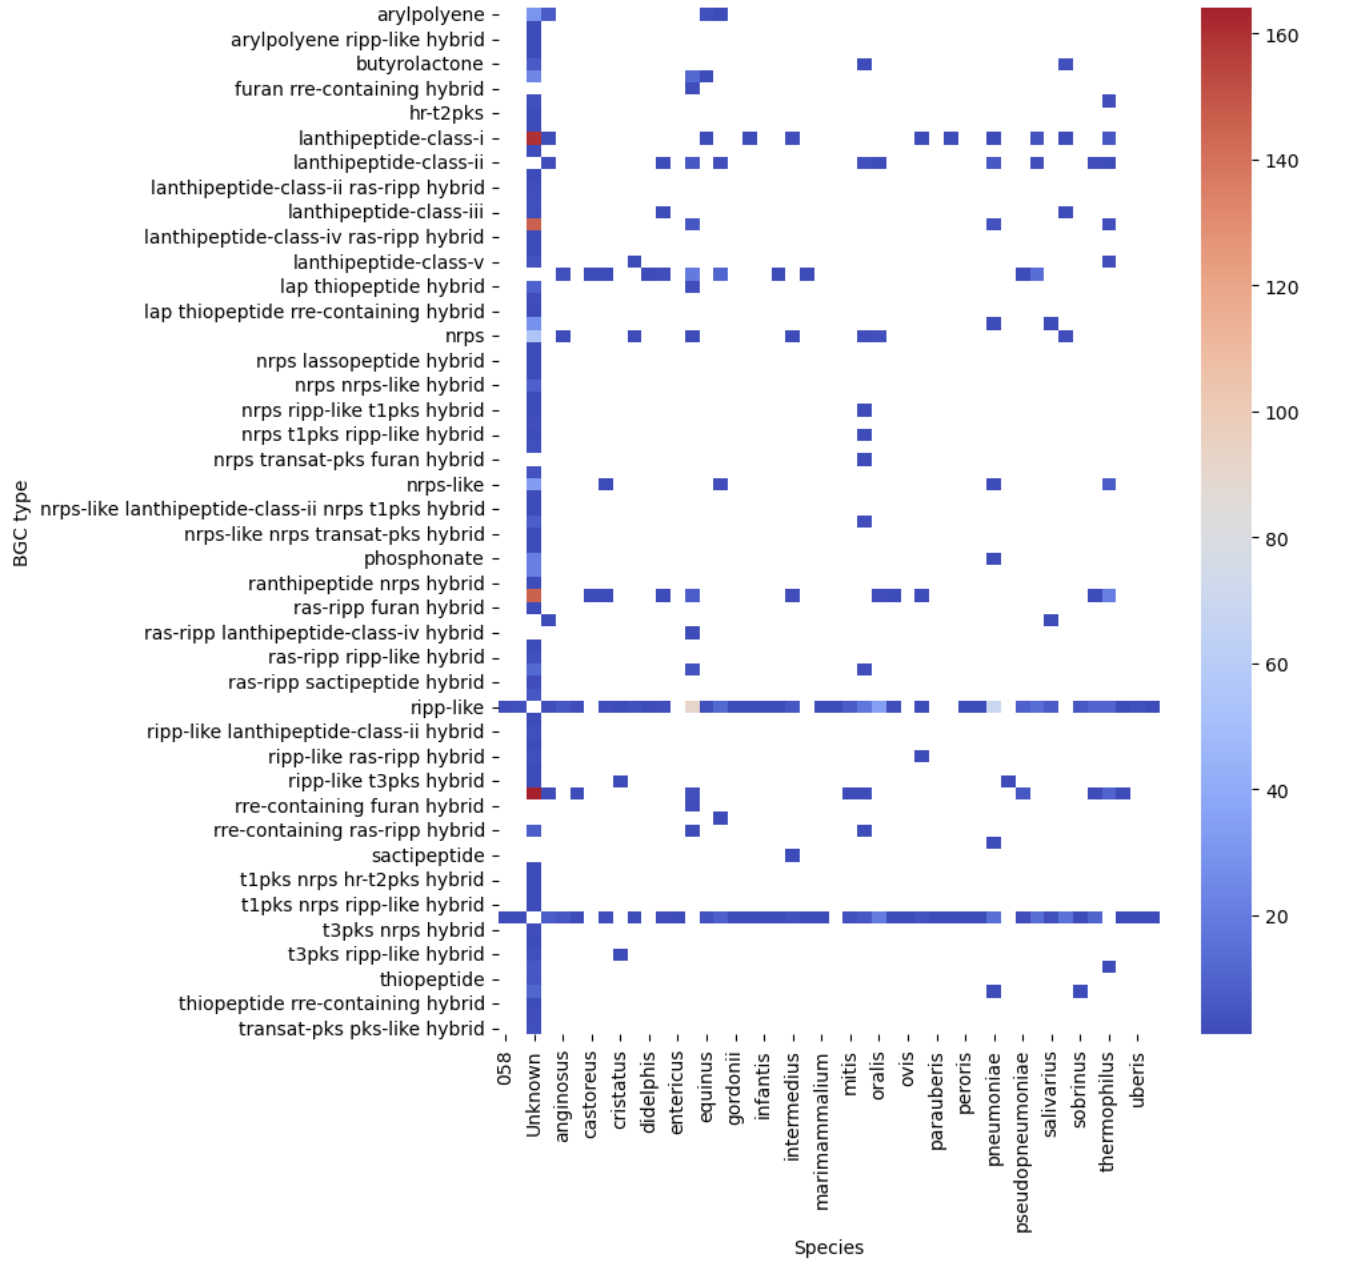 arylpolyene
arylpolyene ripp-like hybrid
butyrolactone
furan rre-containing hybrid
hr-t2pks
lanthipeptide-class-i
lanthipeptide-class-ii
lanthipeptide-class-ii ras-ripp hybrid
lanthipeptide-class-iii
lanthipeptide-class-iv ras-ripp hybrid
lanthipeptide-class-v
lap thiopeptide hybrid
lap thiopeptide rre-containing hybrid
nrps
nrps lassopeptide hybrid
nrps nrps-like hybrid
nrps ripp-like t1pks hybrid
nrps t1pks ripp-like hybrid
nrps transat-pks furan hybrid
nrps-like
nrps-like lanthipeptide-class-ii nrps t1pks hybrid
nrps-like nrps transat-pks hybrid
phosphonate
ranthipeptide nrps hybrid
ras-ripp furan hybrid
ras-ripp lanthipeptide-class-iv hybrid
ras-ripp ripp-like hybrid
ras-ripp sactipeptide hybrid
ripp-like
ripp-like lanthipeptide-class-ii hybrid
ripp-like ras-ripp hybrid
ripp-like t3pks hybrid
rre-containing furan hybrid
rre-containing ras-ripp hybrid
sactipeptide
t1pks nrps hr-t2pks hybrid
t1pks nrps ripp-like hybrid
t3pks nrps hybrid
t3pks ripp-like hybrid
thiopeptide
thiopeptide rre-containing hybrid
transat-pks pks-like hybrid
BGC type
058
Unknown
anginosus
castoreus
cristatus
didelphis
entericus
equinus
gordonii
infantis
intermedius
marimammalium
mitis
oralis
ovis
parauberis
peroris
pneumoniae
pseudopneumoniae
salivarius
sobrinus
thermophilus
uberis
Species
160
140
120
100
80
60
40
20